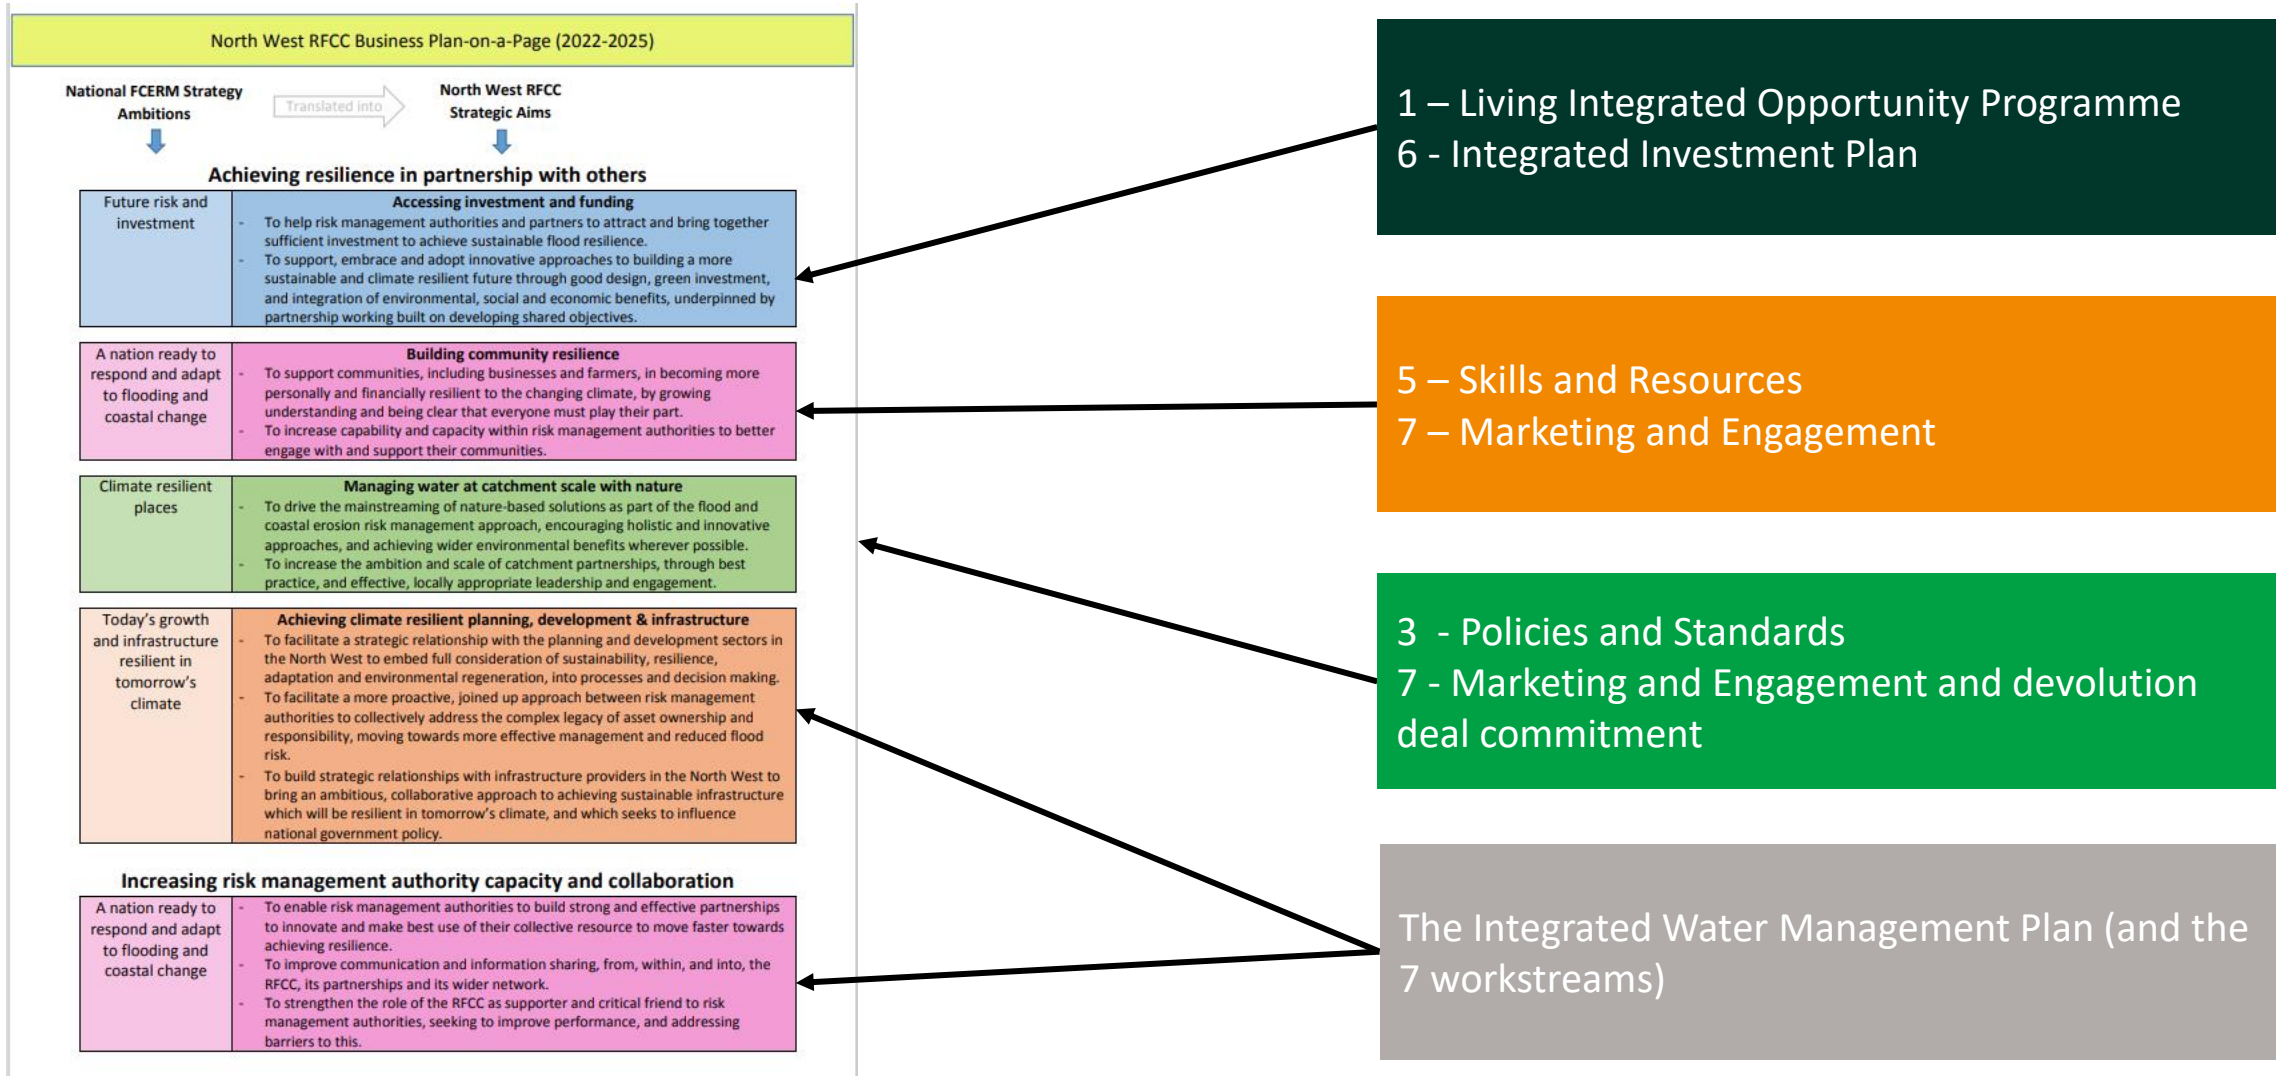 North West RFCC Business Plan-on-a-Page (2022-2025)
National FCERM Strategy
Ambitions
Translated into
North West RFCC
Strategic Aims
Achieving resilience in partnership with others
Future risk and
investment
Accessing investment and funding
- To help risk management authorities and partners to attract and bring together
sufficient investment to achieve sustainable flood resilience.
- To support, embrace and adopt innovative approaches to building a more
sustainable and climate resilient future through good design, green investment,
and integration of environmental, social and economic benefits, underpinned by
partnership working built on developing shared objectives.
A nation ready to
respond and adapt
to flooding and
coastal change
Building community resilience
- To support communities, including businesses and farmers, in becoming more
personally and financially resilient to the changing climate, by growing
understanding and being clear that everyone must play their part.
- To increase capability and capacity within risk management authorities to better
engage with and support their communities.
Climate resilient
places
Managing water at catchment scale with nature
- To drive the mainstreaming of nature-based solutions as part of the flood and
coastal erosion risk management approach, encouraging holistic and innovative
approaches, and achieving wider environmental benefits wherever possible.
- To increase the ambition and scale of catchment partnerships, through best
practice, and effective, locally appropriate leadership and engagement.
Today's growth
and infrastructure
resilient in
tomorrow's
climate
Achieving climate resilient planning, development & infrastructure
- To facilitate a strategic relationship with the planning and development sectors in
the North West to embed full consideration of sustainability, resilience,
adaptation and environmental regeneration, into processes and decision making.
- To facilitate a more proactive, joined up approach between risk management
authorities to collectively address the complex legacy of asset ownership and
responsibility, moving towards more effective management and reduced flood
risk.
- To build strategic relationships with infrastructure providers in the North West to
bring an ambitious, collaborative approach to achieving sustainable infrastructure
which will be resilient in tomorrow's climate, and which seeks to influence
national government policy.
Increasing risk management authority capacity and collaboration
A nation ready to
respond and adapt
to flooding and
coastal change
- To enable risk management authorities to build strong and effective partnerships
to innovate and make best use of their collective resource to move faster towards
achieving resilience.
- To improve communication and information sharing, from, within, and into, the
RFCC, its partnerships and its wider network.
- To strengthen the role of the RFCC as supporter and critical friend to risk
management authorities, seeking to improve performance, and addressing
barriers to this.
1 – Living Integrated Opportunity Programme
6 - Integrated Investment Plan
5 – Skills and Resources
7 – Marketing and Engagement
3 - Policies and Standards
7 - Marketing and Engagement and devolution
deal commitment
The Integrated Water Management Plan (and the
7 workstreams)